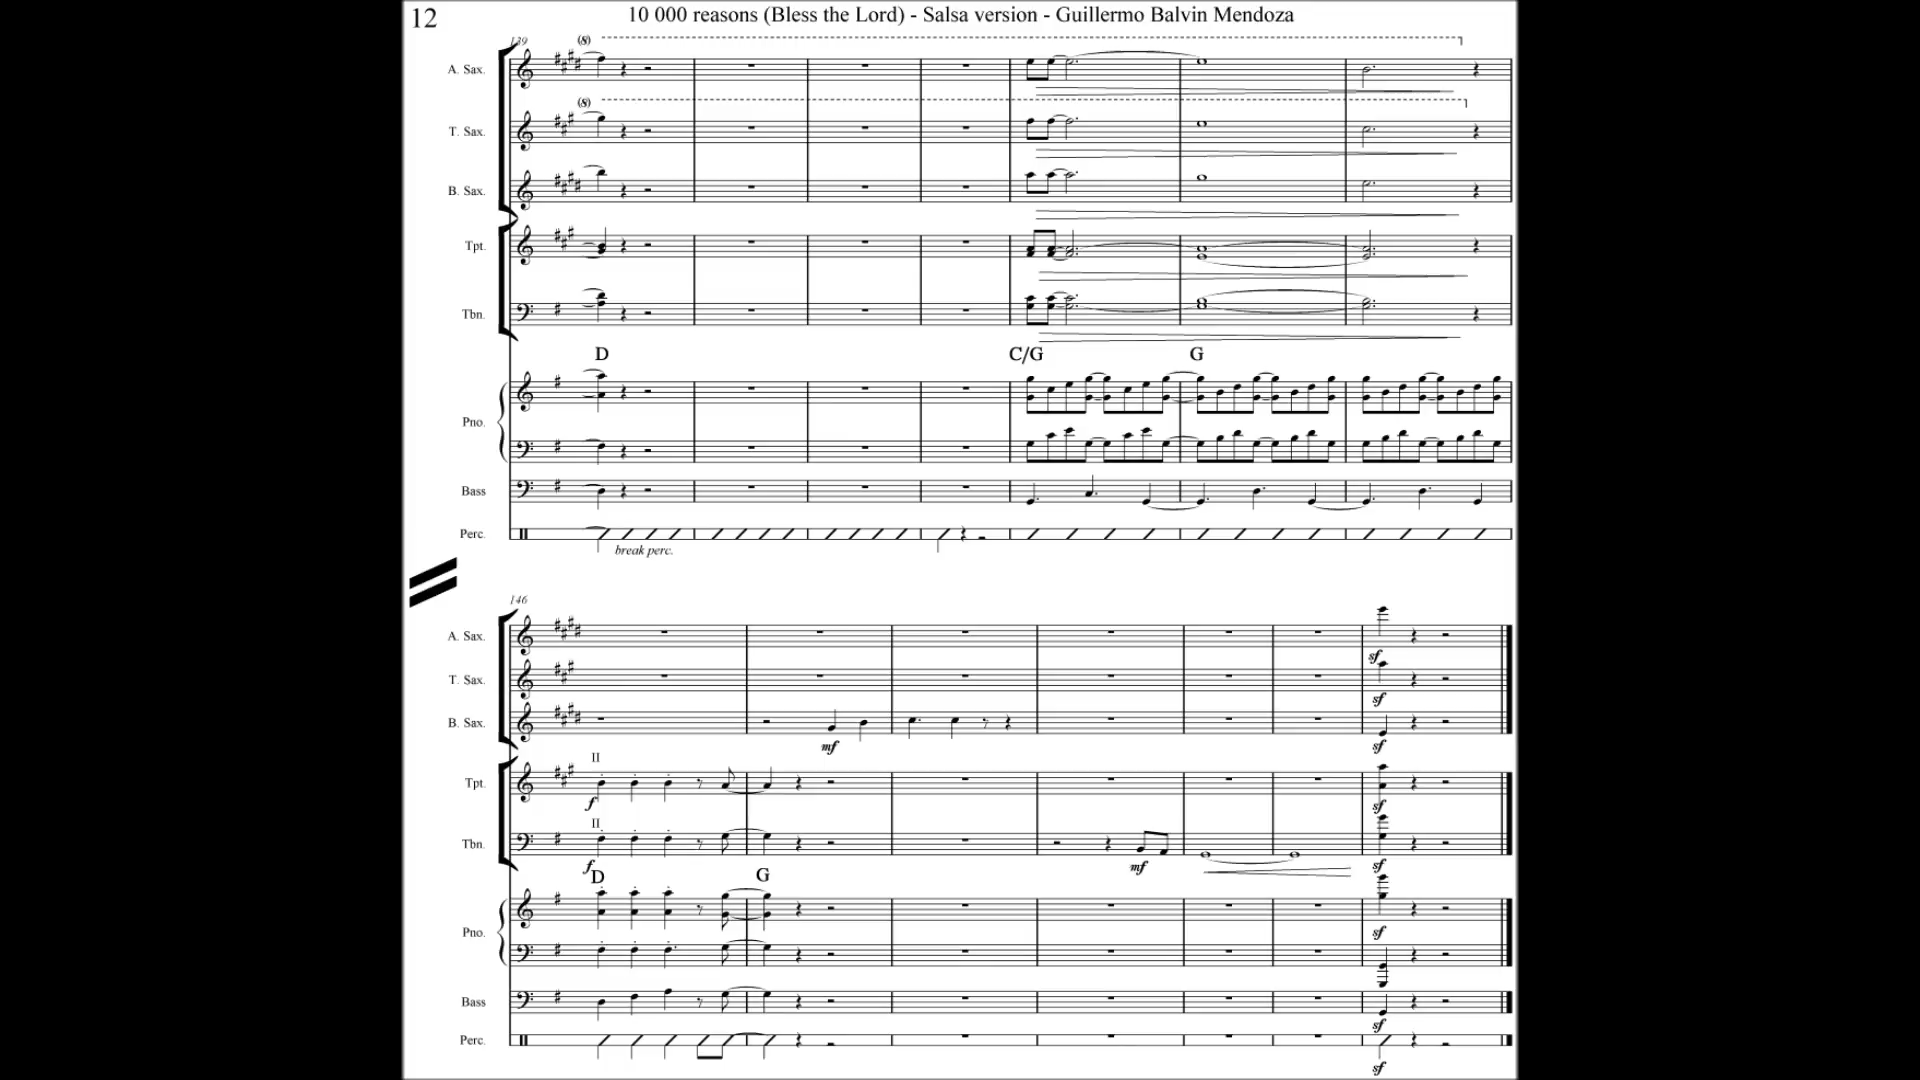 12
10 000 reasons (Bless the Lord) - Salsa version - Guillermo Balvin Mendoza
139
(8)
A. Sax.
(8)
T. Sax.
B. Sax.
Tpt.
Tbn.
D C/G G
Pno.
Bass
Perc.
break perc.
146
A. Sax.
sf
T. Sax.
sf
B. Sax.
mf sf
II
Tpt.
f sf
II
Tbn.
f mf sf
D G
Pno.
sf
Bass
sf
Perc.
sf